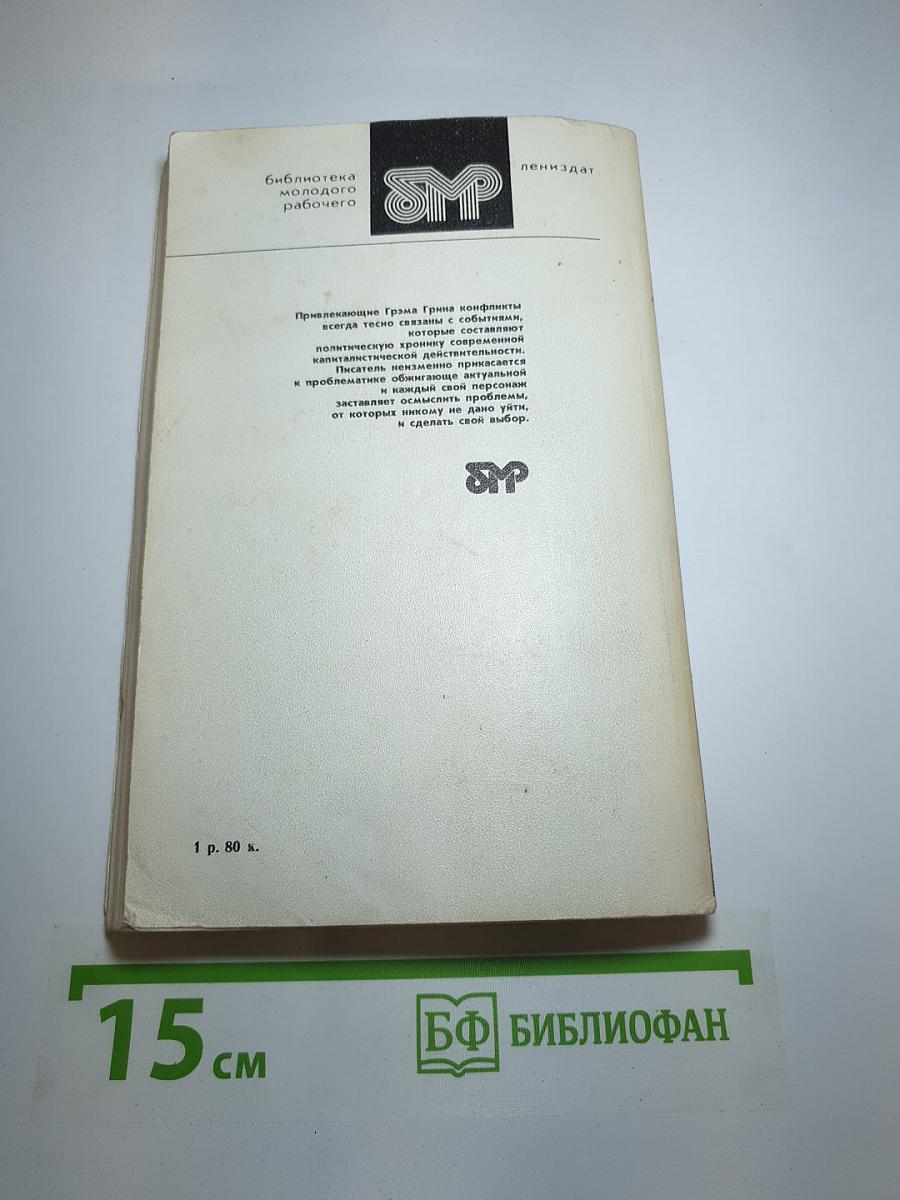 библиотека
молодого
рабочего
БМР
лениздат
Привлекающие Грэма Грина конфликты
всегда тесно связаны с событиями,
которые составляют
политическую хронику современной
капиталистической действительности.
Писатель неизменно прикасается
к проблематике обжигающе актуальной
и каждый свой персонаж
заставляет осмыслить проблемы,
от которых никому не дано уйти,
и сделать свой выбор.
БМР
1 р. 80 к.
15 см
БФ БИБЛИОФАН